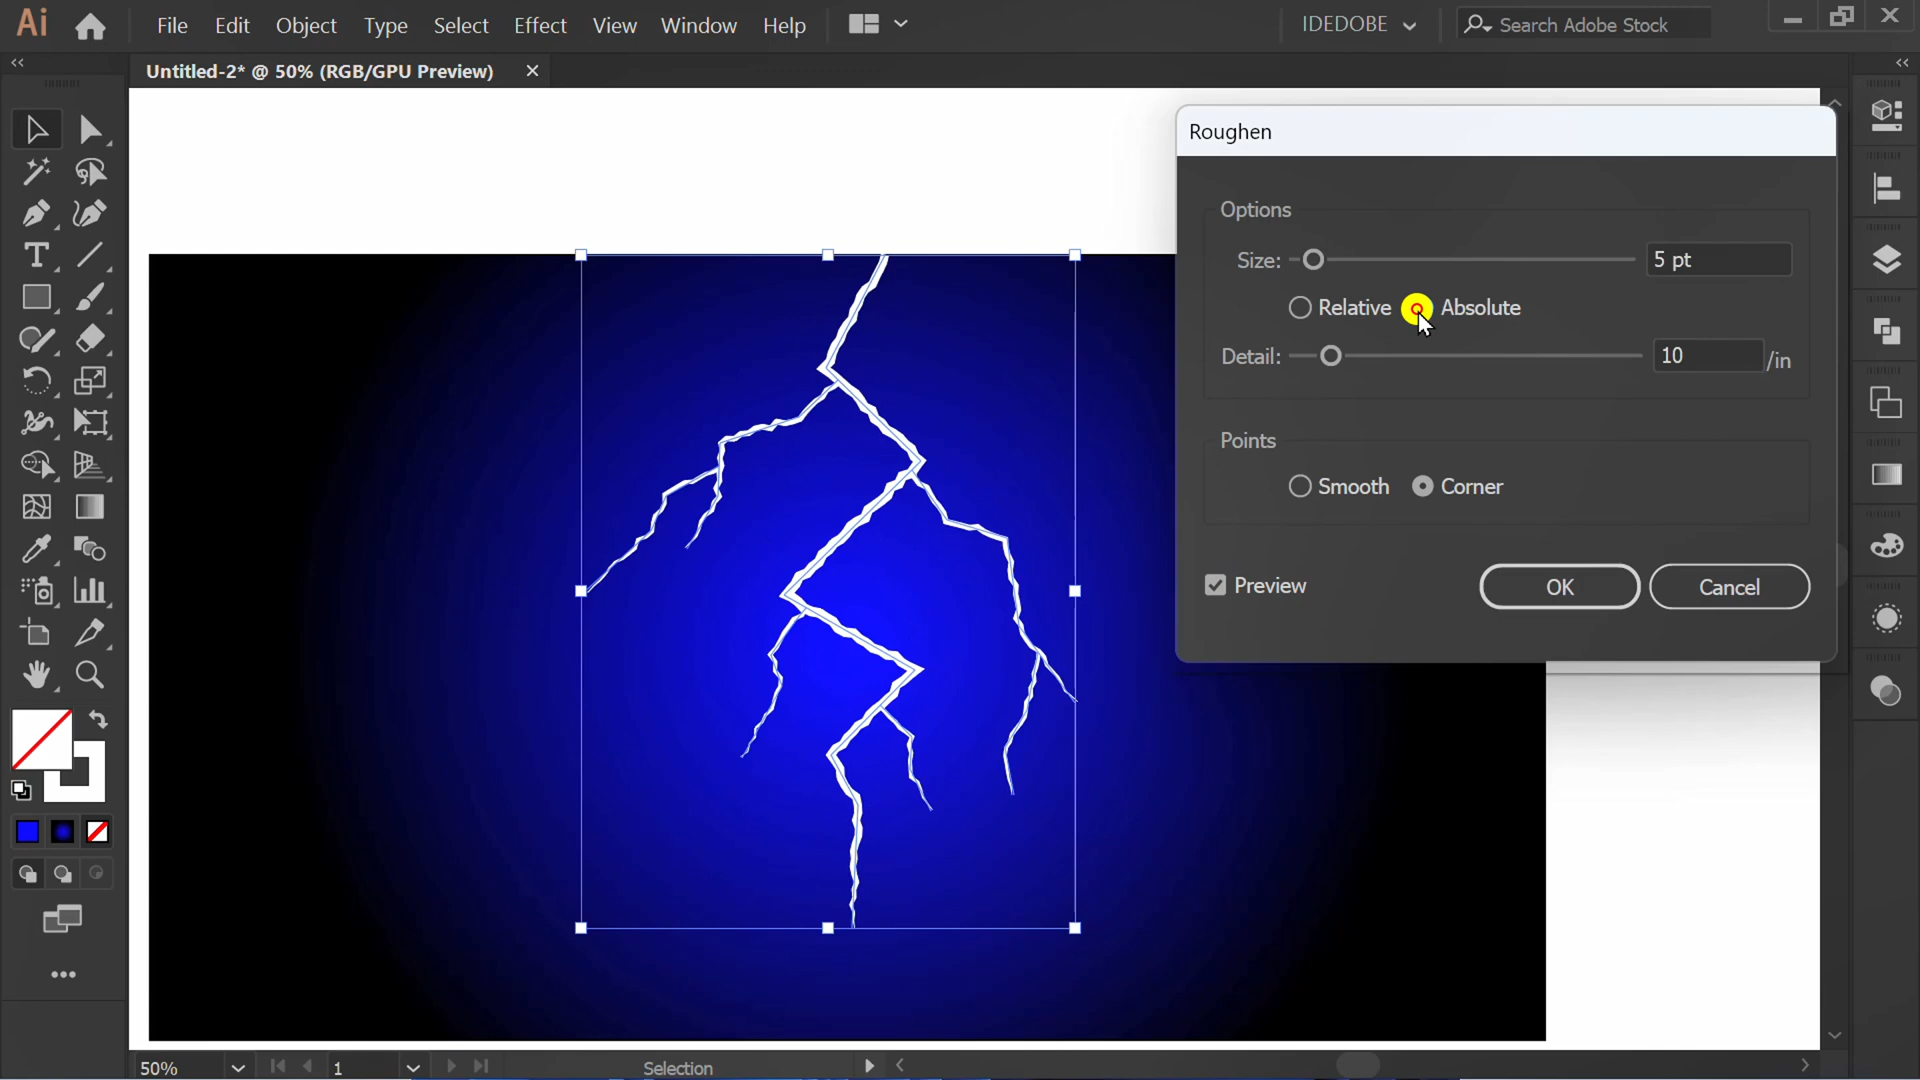 Ai File Edit Object Type Select Effect View Window Help IDEDOBE Search Adobe Stock
Untitled-2* @ 50% (RGB/GPU Preview)
Roughen
Options
Size: 5 pt
Relative Absolute
Detail: 10 /in
Points
Smooth Corner
Preview OK Cancel
T
50% 1 Selection